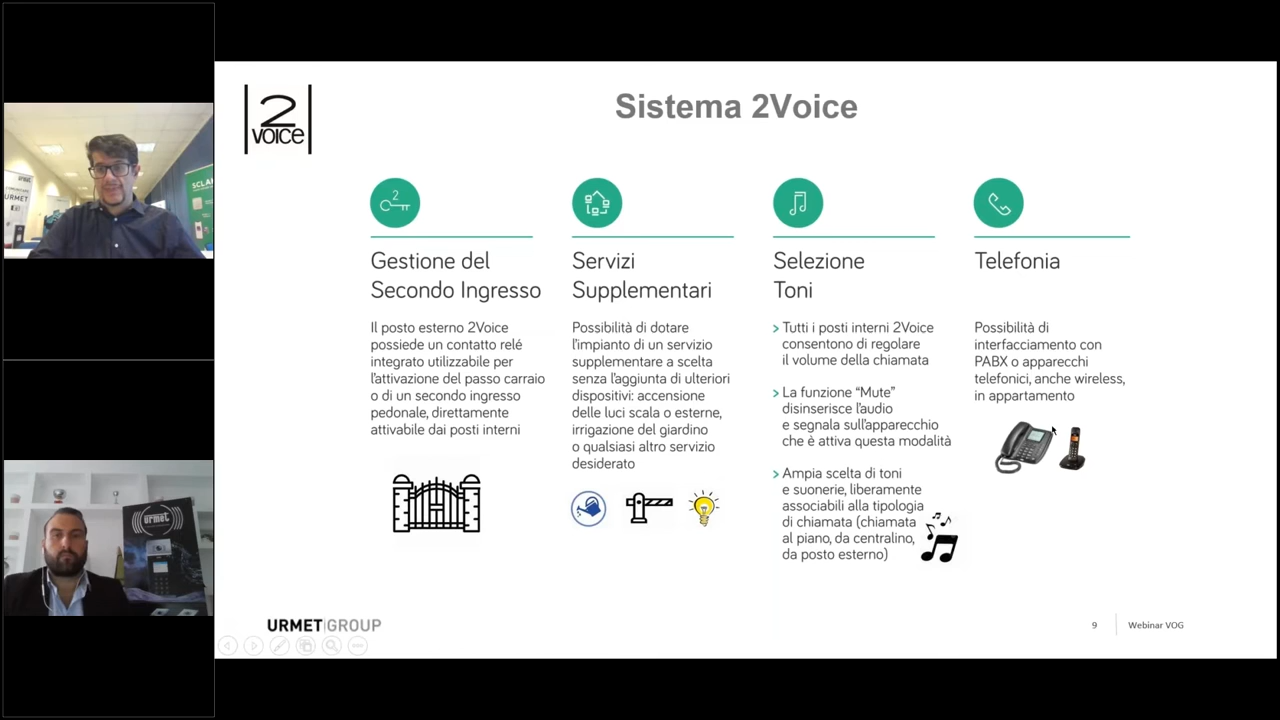 2
VOICE
Sistema 2Voice
2
Gestione del
Secondo Ingresso
Il posto esterno 2Voice
possiede un contatto relé
integrato utilizzabile per
l'attivazione del passo carraio
o di un secondo ingresso
pedonale, direttamente
attivabile dai posti interni
Servizi
Supplementari
Possibilità di dotare
l'impianto di un servizio
supplementare a scelta
senza l'aggiunta di ulteriori
dispositivi: accensione
delle luci scala o esterne,
irrigazione del giardino
o qualsiasi altro servizio
desiderato
Selezione
Toni
> Tutti i posti interni 2Voice
consentono di regolare
il volume della chiamata
> La funzione “Mute”
disinserisce l'audio
e segnala sull'apparecchio
che è attiva questa modalità
> Ampia scelta di toni
e suonerie, liberamente
associabili alla tipologia
di chiamata (chiamata
al piano, da centralino,
da posto esterno)
Telefonia
Possibilità di
interfacciamento con
PABX o apparecchi
telefonici, anche wireless,
in appartamento
URMET|GROUP
9
Webinar VOG
urmet
URMET
SCLA
urmet